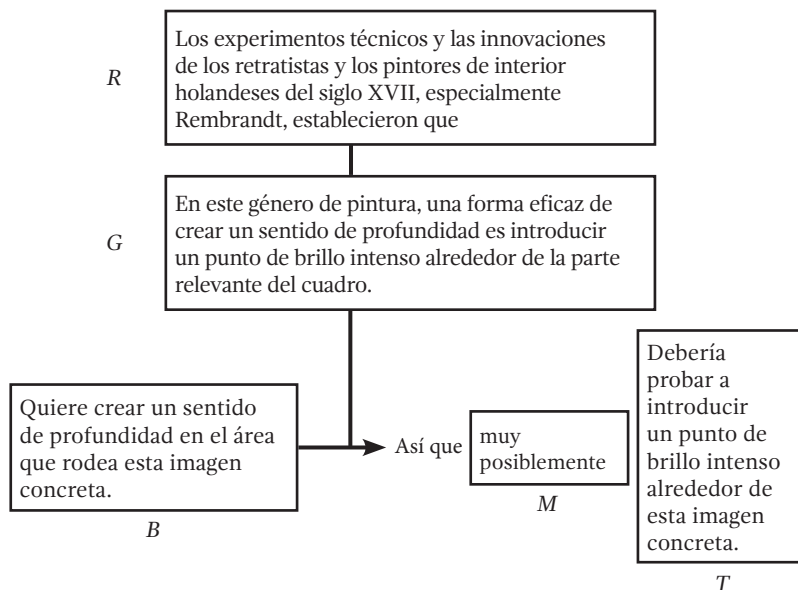 R
Los experimentos técnicos y las innovaciones
de los retratistas y los pintores de interior
holandeses del siglo XVII, especialmente
Rembrandt, establecieron que
G
En este género de pintura, una forma eficaz de
crear un sentido de profundidad es introducir
un punto de brillo intenso alrededor de la parte
relevante del cuadro.
Quiere crear un sentido
de profundidad en el área
que rodea esta imagen
concreta.
B
Así que
muy
posiblemente
M
Debería
probar a
introducir
un punto de
brillo intenso
alrededor de
esta imagen
concreta.
T